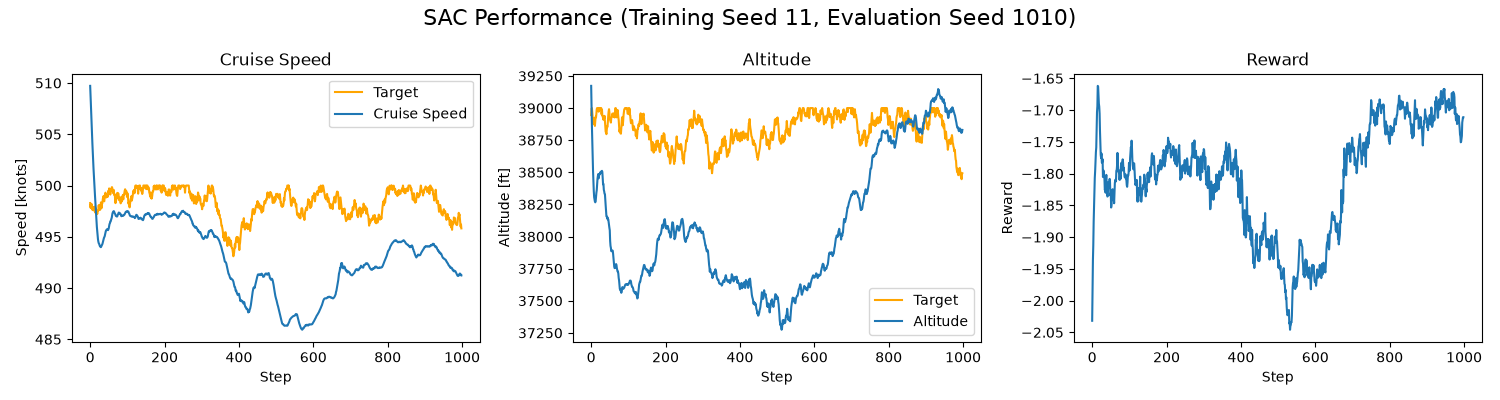 SAC Performance (Training Seed 11, Evaluation Seed 1010)
Cruise Speed
Speed [knots]
510
505
500
495
490
485
Target
Cruise Speed
0 200 400 600 800 1000
Step
Altitude
Altitude [ft]
39250
39000
38750
38500
38250
38000
37750
37500
37250
Target
Altitude
0 200 400 600 800 1000
Step
Reward
Reward
−1.65
−1.70
−1.75
−1.80
−1.85
−1.90
−1.95
−2.00
−2.05
0 200 400 600 800 1000
Step